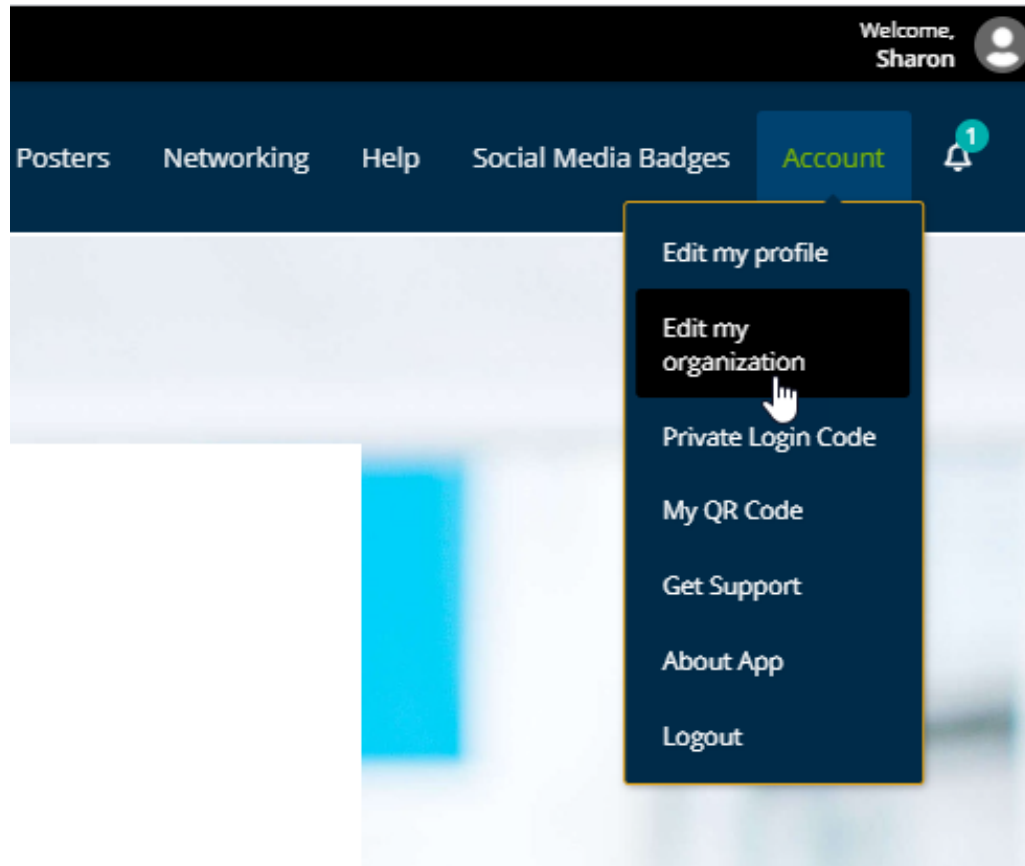 Welcome,
Sharon
Posters Networking Help Social Media Badges Account 1
Edit my profile
Edit my
organization
Private Login Code
My QR Code
Get Support
About App
Logout